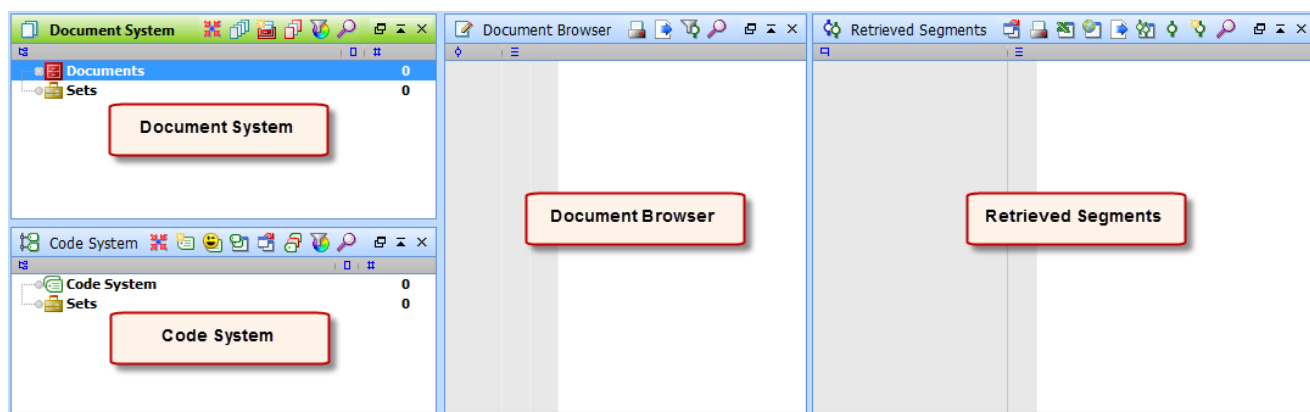 Document System
#
Documents 0
Sets 0
Document System
Code System
#
Code System 0
Sets 0
Code System
Document Browser
Document Browser
Retrieved Segments
Retrieved Segments